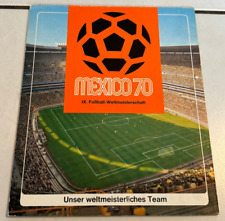 MEXICO 70
IX. Fußball-Weltmeisterschaft
Unser weltmeisterliches Team